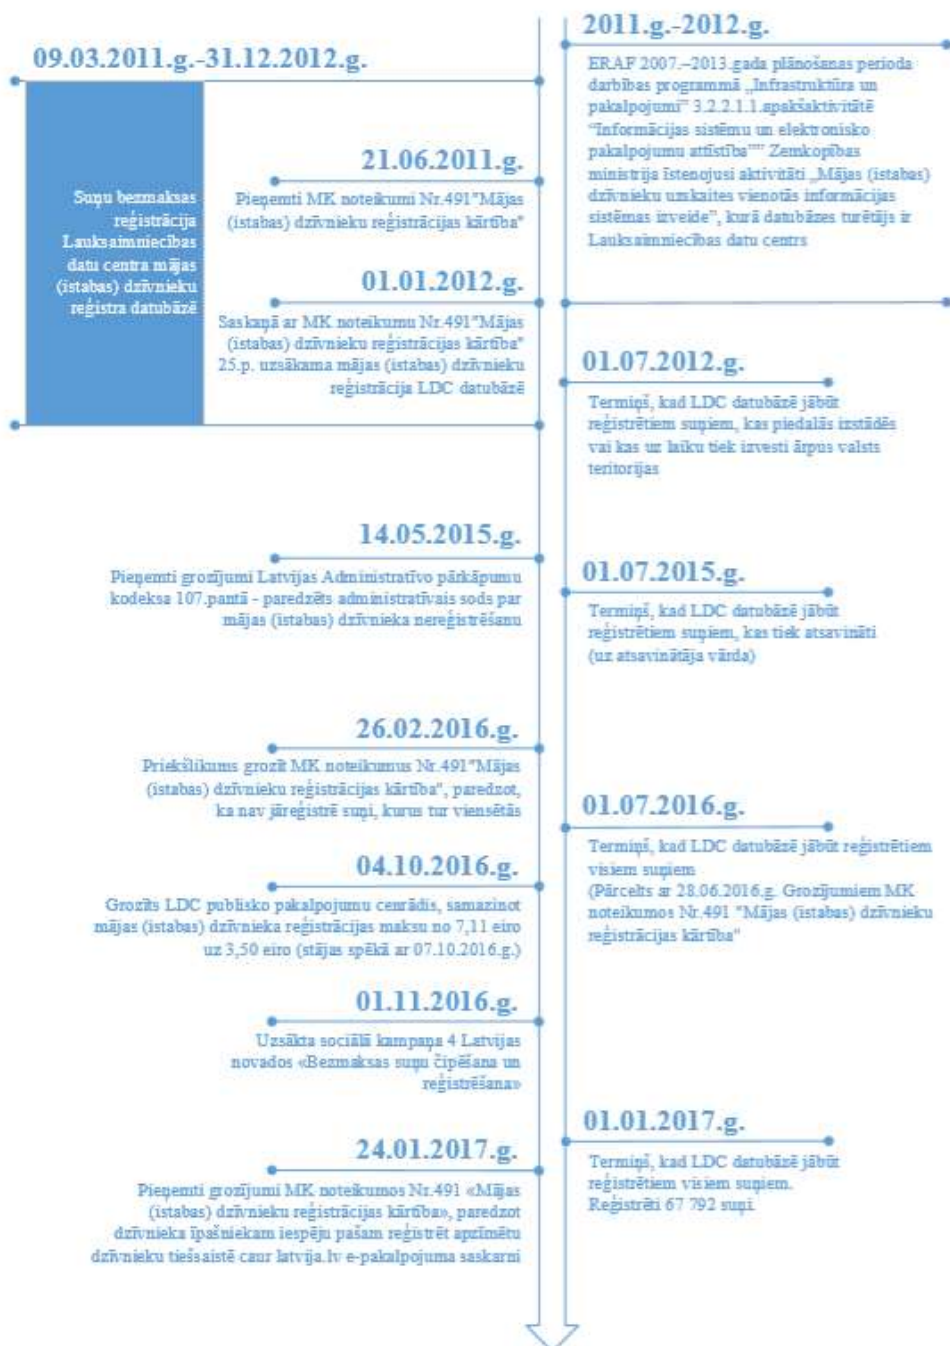 09.03.2011.g.-31.12.2012.g.
Suņu bezmaksas
reģistrācija
Lauksaimniecības
datu centra mājas
(istabas) dzīvnieku
reģistra datubāzē
21.06.2011.g.
Pieņemti MK noteikumi Nr.491"Mājas
(istabas) dzīvnieku reģistrācijas kārtība"
01.01.2012.g.
Saskaņā ar MK noteikumu Nr.491"Mājas
(istabas) dzīvnieku reģistrācijas kārtība"
25.p. uzsākama mājas (istabas) dzīvnieku
reģistrācija LDC datubāzē
14.05.2015.g.
Pieņemti grozījumi Latvijas Administratīvo pārkāpumu
kodeksa 107.pantā - paredzēts administratīvais sods par
mājas (istabas) dzīvnieka nereģistrēšanu
26.02.2016.g.
Priekšlikums grozīt MK noteikumus Nr.491"Mājas
(istabas) dzīvnieku reģistrācijas kārtība", paredzot,
ka nav jāreģistrē suņi, kurus tur viensētās
04.10.2016.g.
Grozīts LDC publisko pakalpojumu cenrādis, samazinot
mājas (istabas) dzīvnieka reģistrācijas maksu no 7,11 eiro
uz 3,50 eiro (stājas spēkā ar 07.10.2016.g.)
01.11.2016.g.
Uzsākta sociālā kampaņa 4 Latvijas
novados «Bezmaksas suņu čipēšana un
reģistrēšana»
24.01.2017.g.
Pieņemti grozījumi MK noteikumos Nr.491 «Mājas
(istabas) dzīvnieku reģistrācijas kārtība», paredzot
dzīvnieka īpašniekam iespēju pašam reģistrēt apzīmētu
dzīvnieku tiešsaistē caur latvija.lv e-pakalpojuma saskarni
2011.g.-2012.g.
ERAF 2007.–2013.gada plānošanas perioda
darbības programmā „Infrastruktūra un
pakalpojumi" 3.2.2.1.1.apakšaktivitātē
"Informācijas sistēmu un elektronisko
pakalpojumu attīstība"" Zemkopības
ministrija īstenojusi aktivitāti „Mājas (istabas)
dzīvnieku uzskaites vienotās informācijas
sistēmas izveide", kurā datubāzes turētājs ir
Lauksaimniecības datu centrs
01.07.2012.g.
Termiņš, kad LDC datubāzē jābūt
reģistrētiem suņiem, kas piedalās izstādēs
vai kas uz laiku tiek izvesti ārpus valsts
teritorijas
01.07.2015.g.
Termiņš, kad LDC datubāzē jābūt
reģistrētiem suņiem, kas tiek atsavināti
(uz atsavinātāja vārda)
01.07.2016.g.
Termiņš, kad LDC datubāzē jābūt reģistrētiem
visiem suņiem
(Pārcelts ar 28.06.2016.g. Grozījumiem MK
noteikumos Nr.491 "Mājas (istabas) dzīvnieku
reģistrācijas kārtība"
01.01.2017.g.
Termiņš, kad LDC datubāzē jābūt
reģistrētiem visiem suņiem.
Reģistrēti 67 792 suņi.